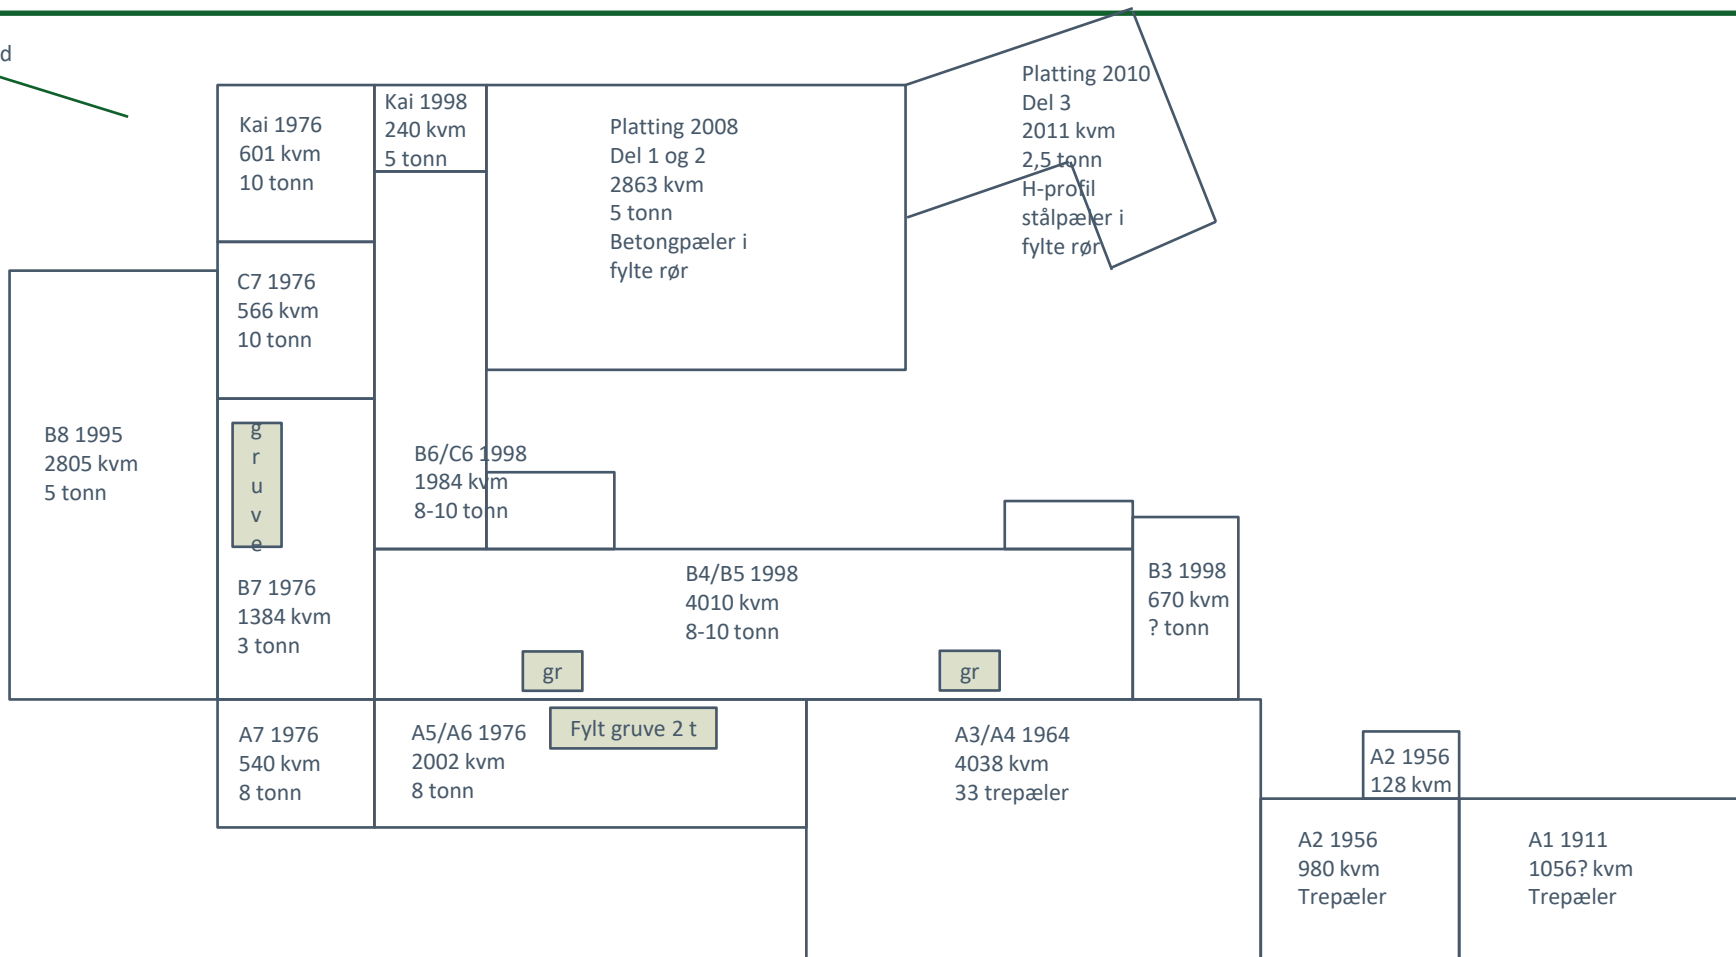 d
Kai 1976
601 kvm
10 tonn
Kai 1998
240 kvm
5 tonn
Platting 2008
Del 1 og 2
2863 kvm
5 tonn
Betongpæler i
fylte rør
Platting 2010
Del 3
2011 kvm
2,5 tonn
H-profil
stålpæler i
fylte rør
C7 1976
566 kvm
10 tonn
B8 1995
2805 kvm
5 tonn
g
r
u
v
e
B6/C6 1998
1984 kvm
8-10 tonn
B7 1976
1384 kvm
3 tonn
B4/B5 1998
4010 kvm
8-10 tonn
B3 1998
670 kvm
? tonn
gr
gr
A7 1976
540 kvm
8 tonn
A5/A6 1976
2002 kvm
8 tonn
Fylt gruve 2 t
A3/A4 1964
4038 kvm
33 trepæler
A2 1956
128 kvm
A2 1956
980 kvm
Trepæler
A1 1911
1056? kvm
Trepæler